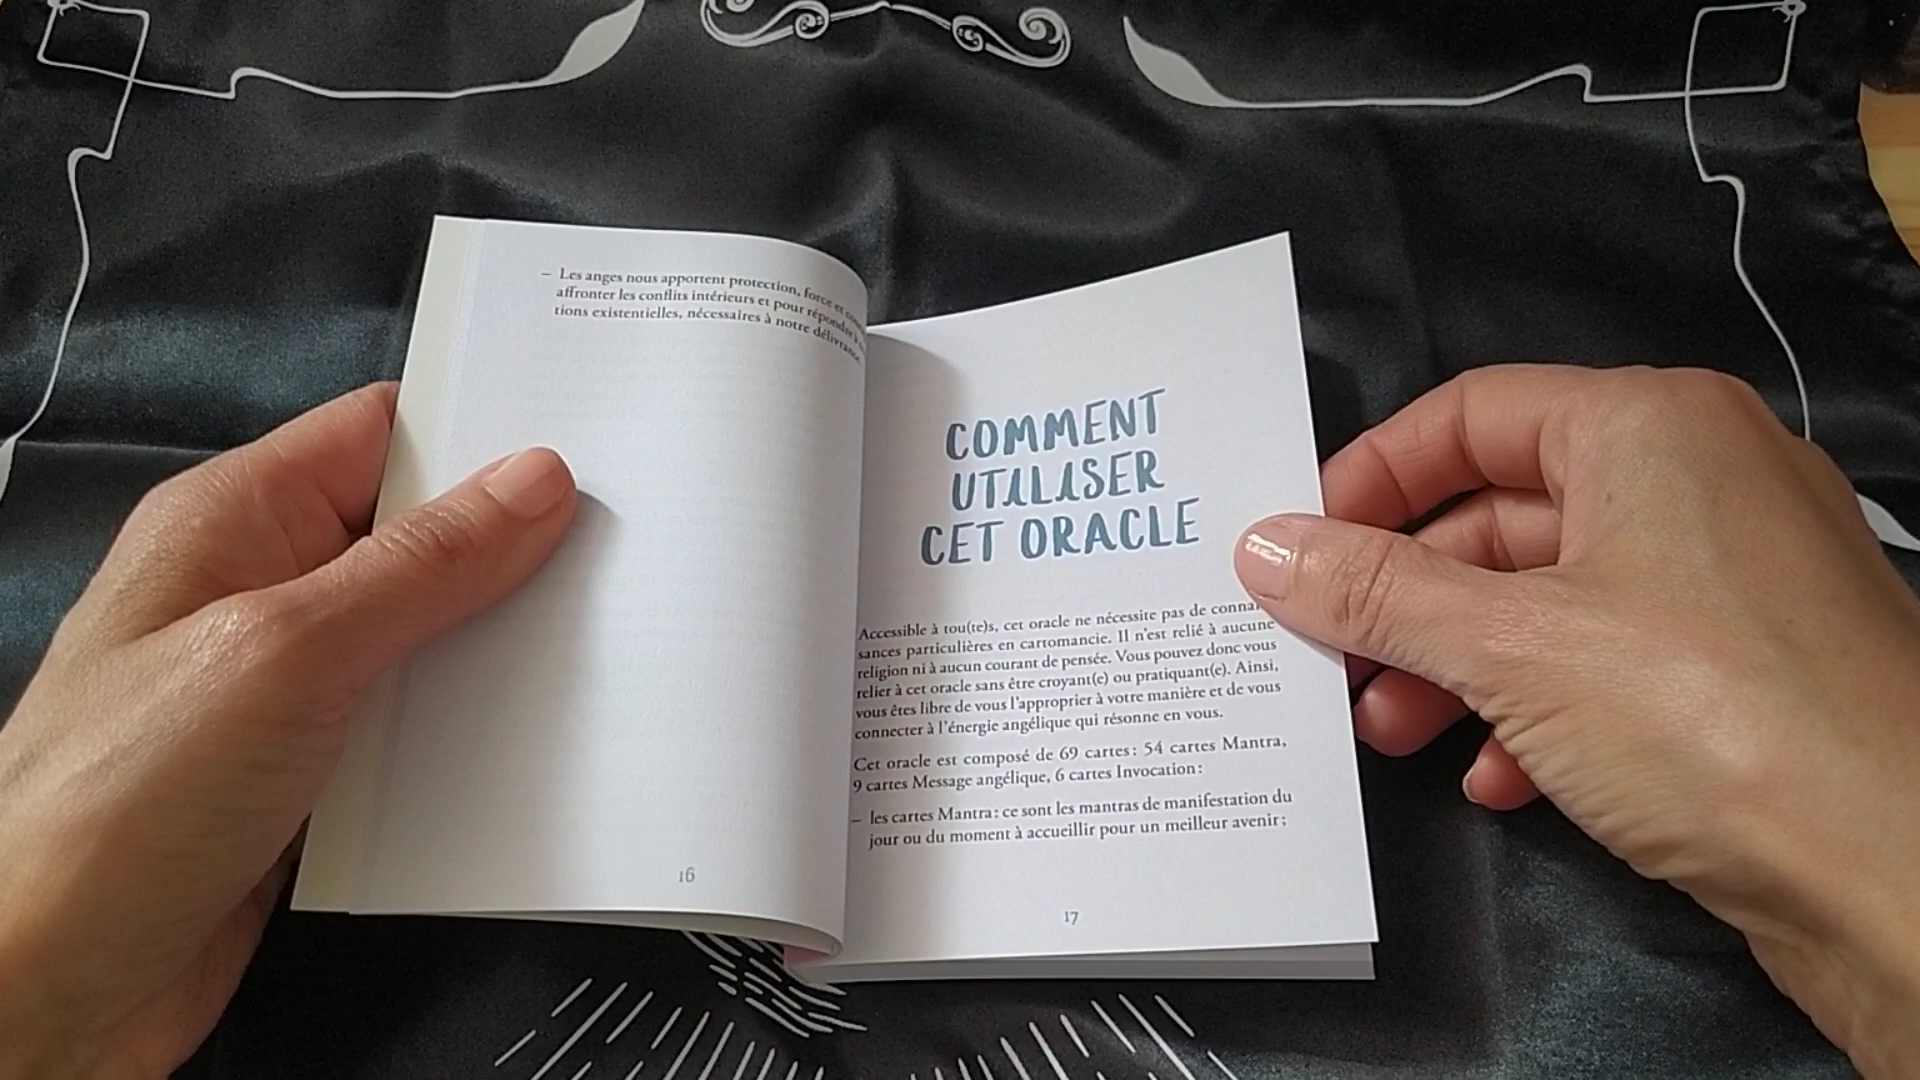 – Les anges nous apportent protection, force et
affronter les conflits intérieurs et pour répondre à
tions existentielles, nécessaires à notre délivrance
16
COMMENT
UTILISER
CET ORACLE
Accessible à tou(te)s, cet oracle ne nécessite pas de connai
sances particulières en cartomancie. Il n'est relié à aucune
religion ni à aucun courant de pensée. Vous pouvez donc vous
relier à cet oracle sans être croyant(e) ou pratiquant(e). Ainsi,
vous êtes libre de vous l'approprier à votre manière et de vous
connecter à l'énergie angélique qui résonne en vous.
Cet oracle est composé de 69 cartes : 54 cartes Mantra,
9 cartes Message angélique, 6 cartes Invocation :
– les cartes Mantra : ce sont les mantras de manifestation du
jour ou du moment à accueillir pour un meilleur avenir ;
17